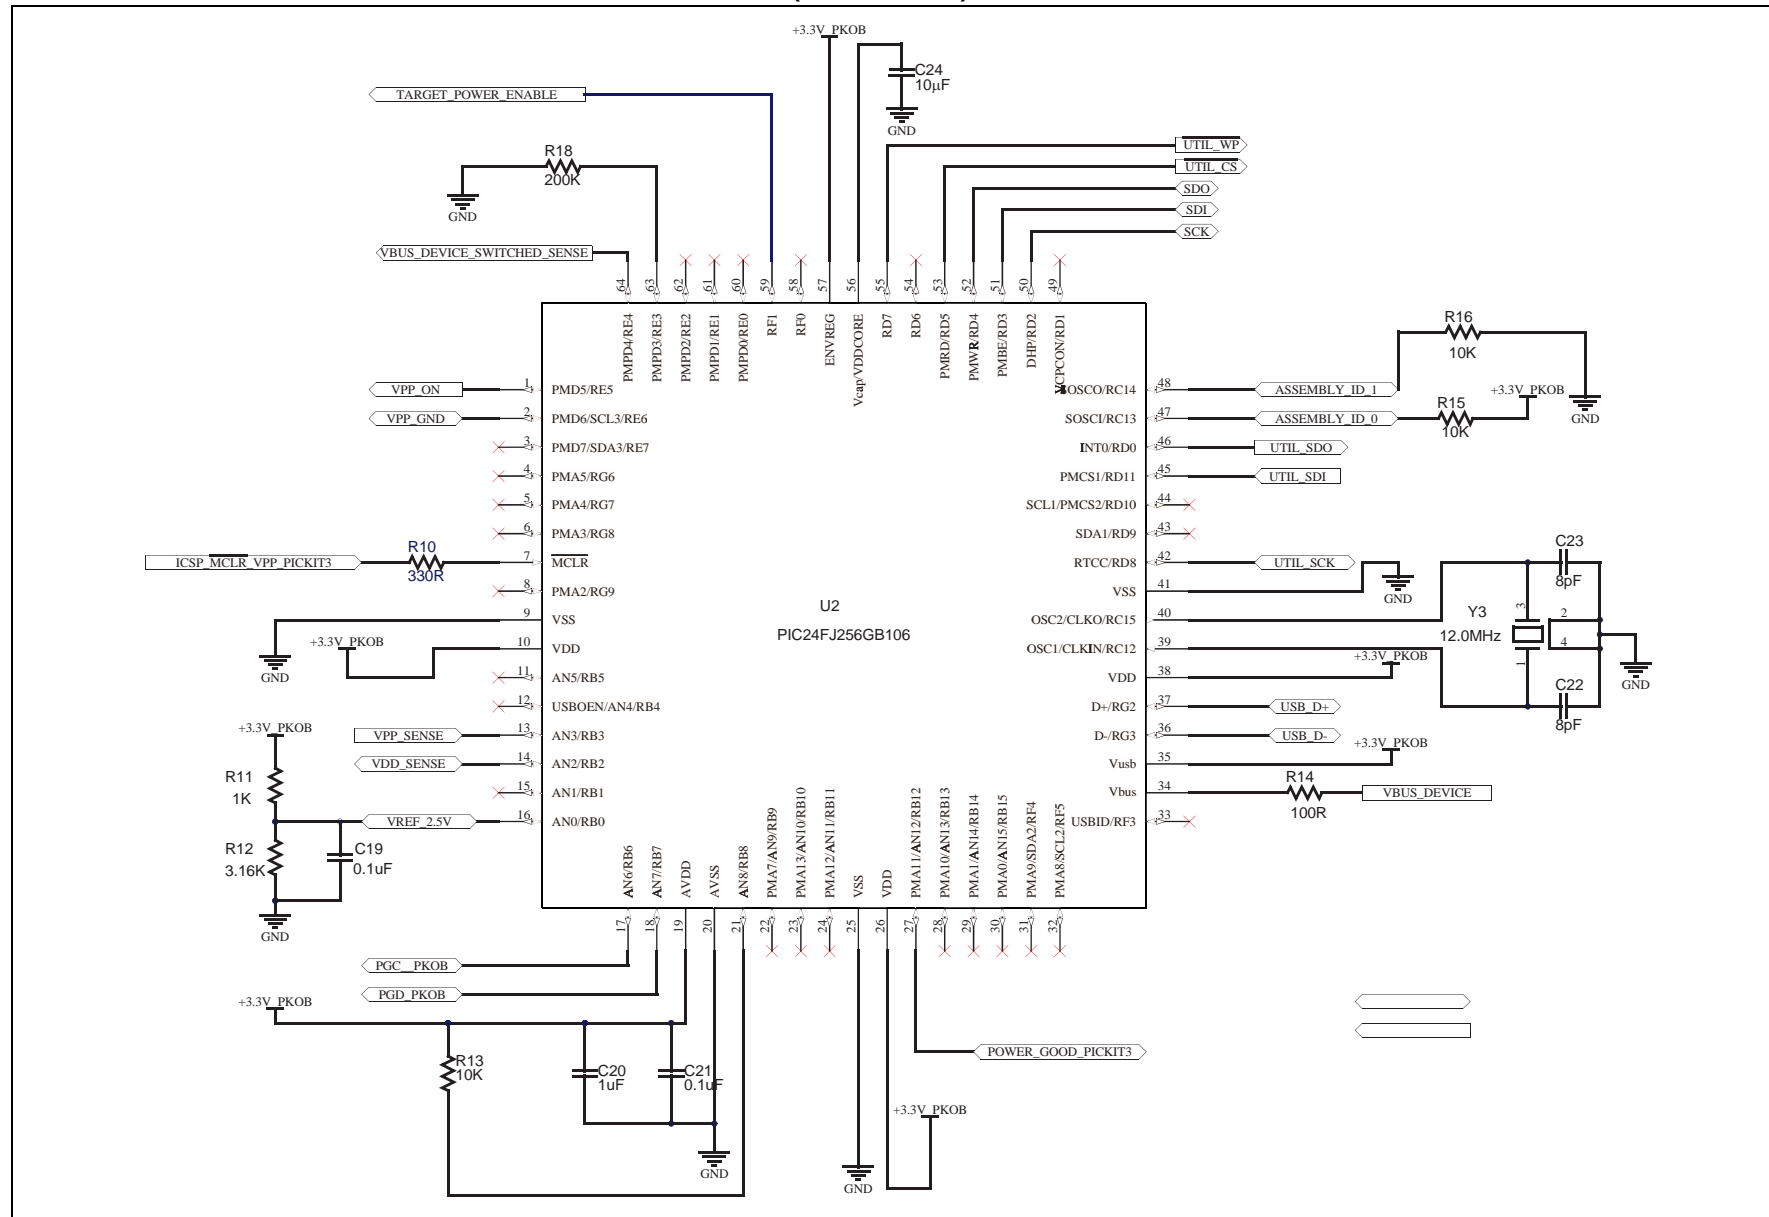 +3.3V_PKOB
C24
10µF
GND
TARGET_POWER_ENABLE
R18
200K
GND
VBUS_DEVICE_SWITCHED_SENSE
UTIL_WP
UTIL_CS
SDO
SDI
SCK
64
63
62
61
60
59
58
57
56
55
54
53
52
51
50
49
PMPD4/RE4
PMPD3/RE3
PMPD2/RE2
PMPD1/RE1
PMPD0/RE0
RF1
RF0
ENVREG
Vcap/VDDCORE
RD7
RD6
PMRD/RD5
PMWR/RD4
PMBE/RD3
DHP/RD2
VCPCON/RD1
VPP_ON
1
PMD5/RE5
VPP_GND
2
PMD6/SCL3/RE6
3
PMD7/SDA3/RE7
4
PMA5/RG6
5
PMA4/RG7
6
PMA3/RG8
ICSP_MCLR_VPP_PICKIT3
R10
330R
7
MCLR
8
PMA2/RG9
9
VSS
GND
+3.3V_PKOB
10
VDD
11
AN5/RB5
12
USBOEN/AN4/RB4
VPP_SENSE
13
AN3/RB3
VDD_SENSE
14
AN2/RB2
15
AN1/RB1
VREF_2.5V
16
AN0/RB0
+3.3V_PKOB
R11
1K
R12
3.16K
C19
0.1uF
GND
U2
PIC24FJ256GB106
SOSCO/RC14
48
ASSEMBLY_ID_1
R16
10K
GND
SOSCI/RC13
47
ASSEMBLY_ID_0
R15
10K
+3.3V_PKOB
INT0/RD0
46
UTIL_SDO
PMCS1/RD11
45
UTIL_SDI
SCL1/PMCS2/RD10
44
SDA1/RD9
43
RTCC/RD8
42
UTIL_SCK
VSS
41
GND
OSC2/CLKO/RC15
40
OSC1/CLKIN/RC12
39
C23
8pF
Y3
12.0MHz
3
2
4
1
GND
C22
8pF
VDD
38
+3.3V_PKOB
D+/RG2
37
USB_D+
D-/RG3
36
USB_D-
Vusb
35
+3.3V_PKOB
Vbus
34
R14
100R
VBUS_DEVICE
USBID/RF3
33
AN6/RB6
AN7/RB7
AVDD
AVSS
AN8/RB8
PMA7/AN9/RB9
PMA13/AN10/RB10
PMA12/AN11/RB11
VSS
VDD
PMA11/AN12/RB12
PMA10/AN13/RB13
PMA1/AN14/RB14
PMA0/AN15/RB15
PMA9/SDA2/RF4
PMA8/SCL2/RF5
17
18
19
20
21
22
23
24
25
26
27
28
29
30
31
32
PGC__PKOB
PGD_PKOB
+3.3V_PKOB
R13
10K
C20
1uF
C21
0.1uF
GND
GND
+3.3V_PKOB
POWER_GOOD_PICKIT3